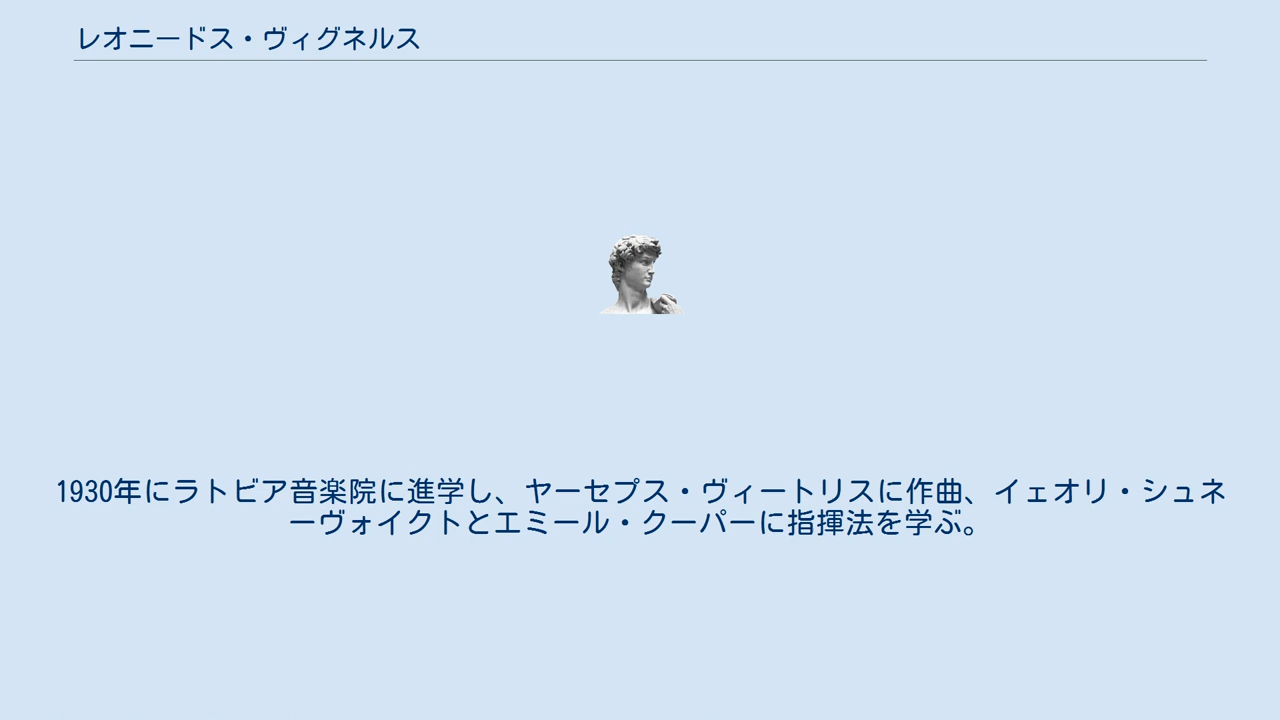 レオニードス・ヴィグネルス
1930年にラトビア音楽院に進学し、ヤーセプス・ヴィートリスに作曲、イェオリ・シュネ
ーヴォイクトとエミール・クーパーに指揮法を学ぶ。